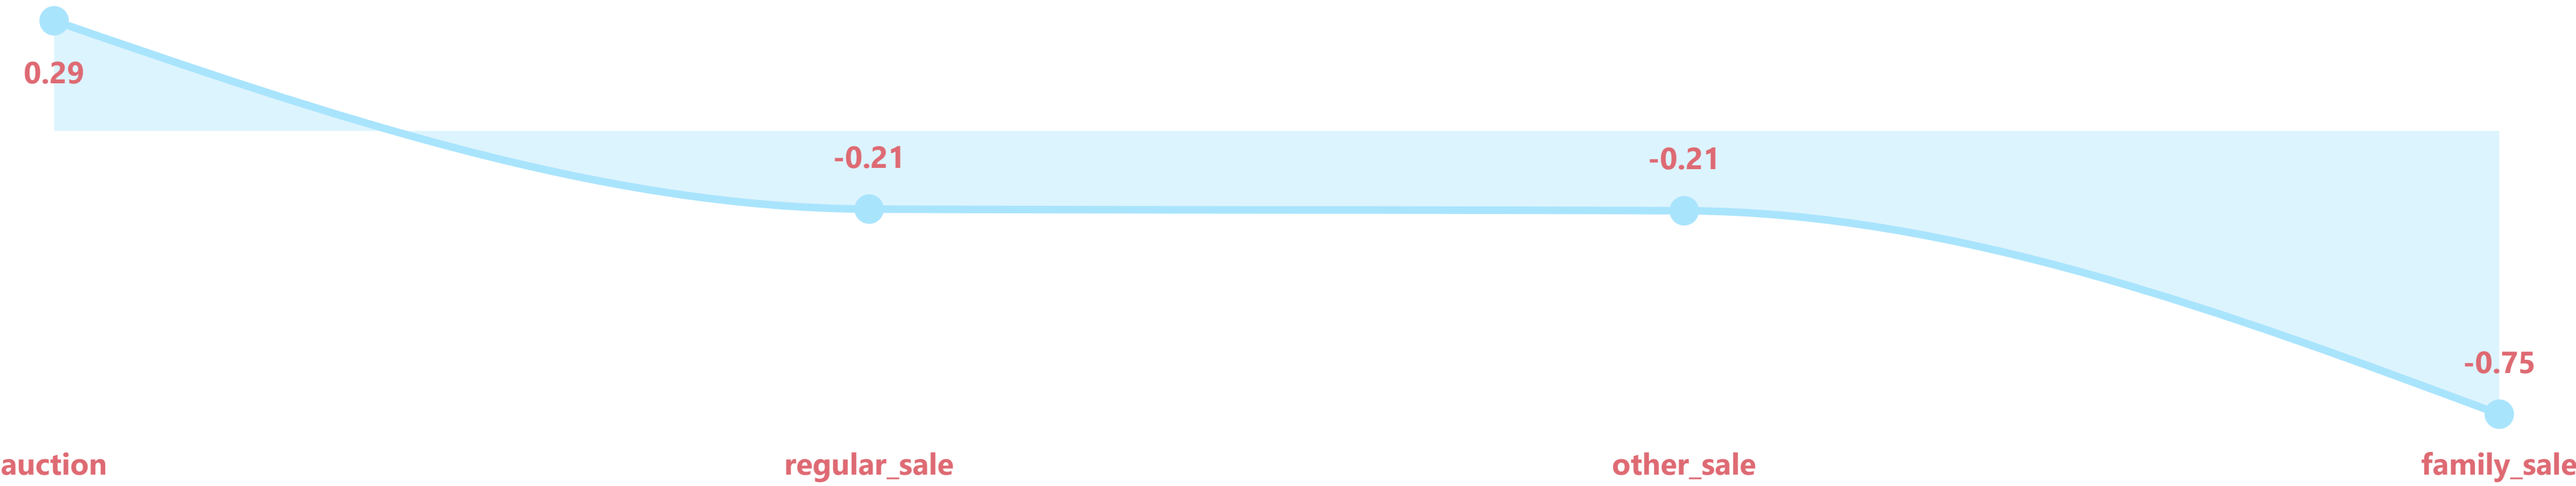 0.29
-0.21
-0.21
-0.75
auction
regular_sale
other_sale
family_sale